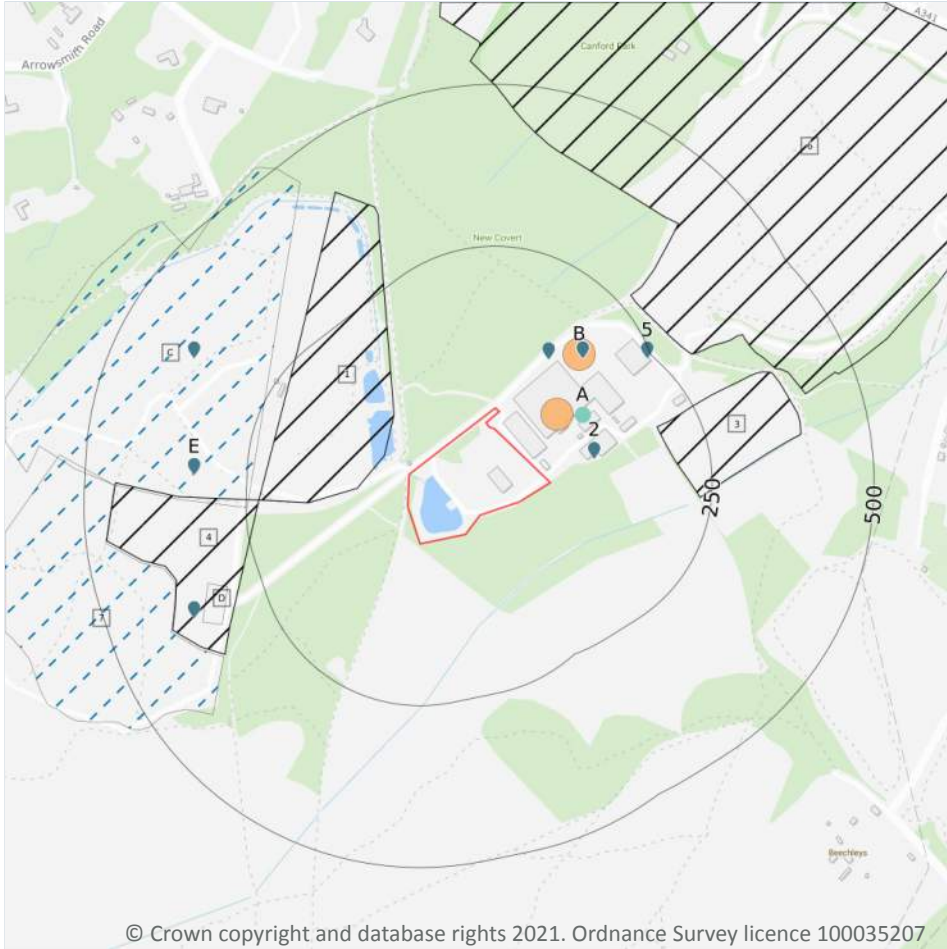 A341
Arrowsmith Road
Canford Park
6
New Covert
B
5
C
1
A
3
2
E
250
500
4
D
7
Beechleys
© Crown copyright and database rights 2021. Ordnance Survey licence 100035207